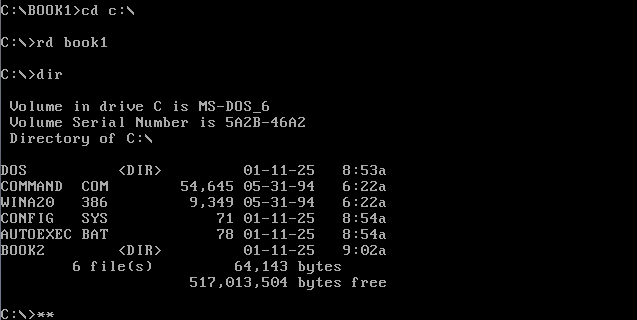 C:\BOOK1>cd c:\
C:\>rd book1
C:\>dir
Volume in drive C is MS-DOS_6
Volume Serial Number is 5A2B-46A2
Directory of C:\
DOS          <DIR>         01-11-25   8:53a
COMMAND  COM        54,645 05-31-94   6:22a
WINA20   386         9,349 05-31-94   6:22a
CONFIG   SYS            71 01-11-25   8:54a
AUTOEXEC BAT            78 01-11-25   8:54a
BOOK2        <DIR>         01-11-25   9:02a
6 file(s)         64,143 bytes
517,013,504 bytes free
C:\>**